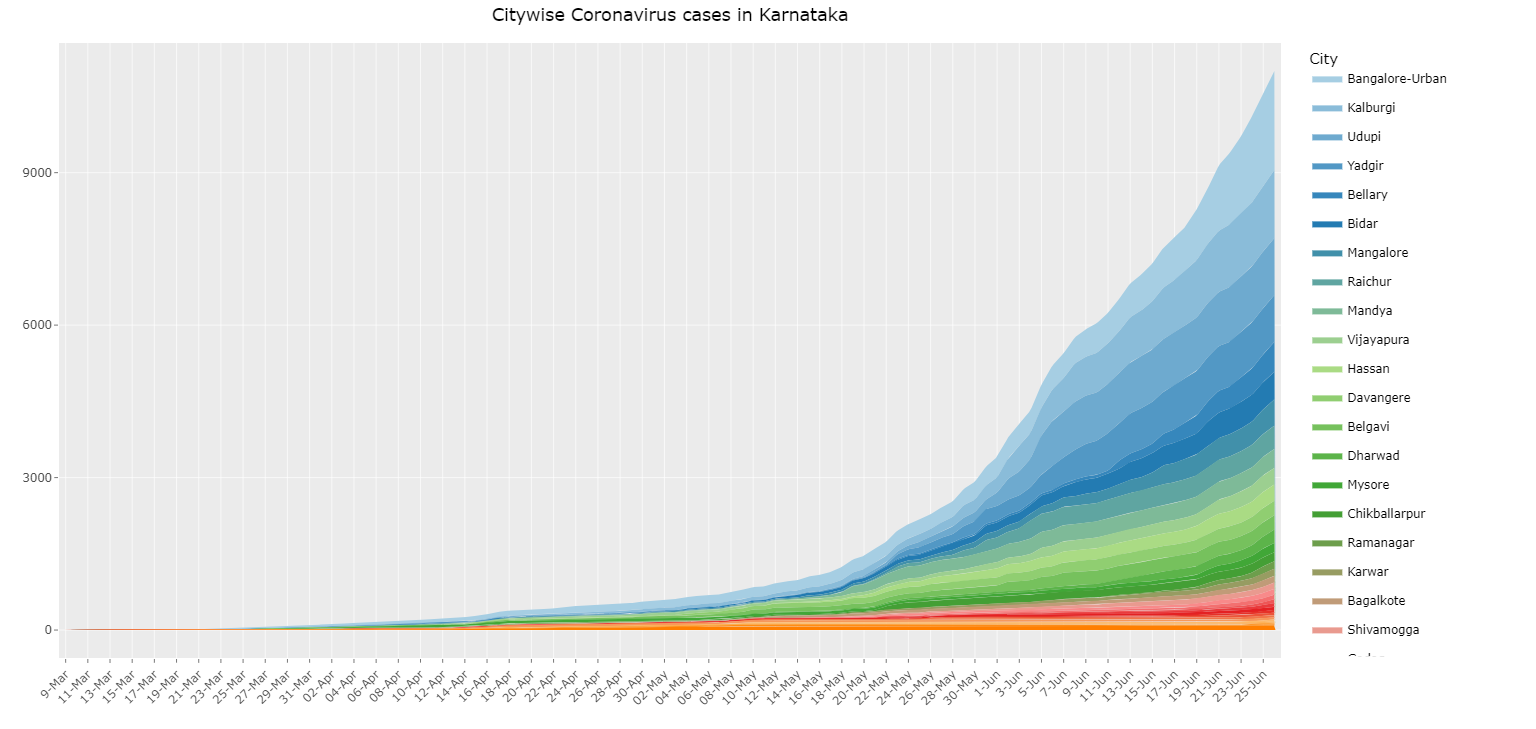 Citywise Coronavirus cases in Karnataka
City
Bangalore-Urban
Kalburgi
Udupi
Yadgir
Bellary
Bidar
Mangalore
Raichur
Mandya
Vijayapura
Hassan
Davangere
Belgavi
Dharwad
Mysore
Chikballarpur
Ramanagar
Karwar
Bagalkote
Shivamogga
9000
6000
3000
0
9-Mar
11-Mar
13-Mar
15-Mar
17-Mar
19-Mar
21-Mar
23-Mar
25-Mar
27-Mar
29-Mar
31-Mar
02-Apr
04-Apr
06-Apr
08-Apr
10-Apr
12-Apr
14-Apr
16-Apr
18-Apr
20-Apr
22-Apr
24-Apr
26-Apr
28-Apr
30-Apr
02-May
04-May
06-May
08-May
10-May
12-May
14-May
16-May
18-May
20-May
22-May
24-May
26-May
28-May
30-May
1-Jun
3-Jun
5-Jun
7-Jun
9-Jun
11-Jun
13-Jun
15-Jun
17-Jun
19-Jun
21-Jun
23-Jun
25-Jun